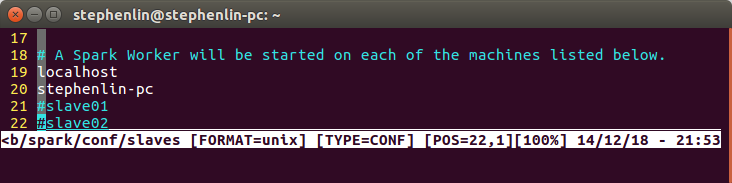 stephenlin@stephenlin-pc: ~
17
18 # A Spark Worker will be started on each of the machines listed below.
19 localhost
20 stephenlin-pc
21 #slave01
22 #slave02
<b/spark/conf/slaves [FORMAT=unix] [TYPE=CONF] [POS=22,1][100%] 14/12/18 - 21:53